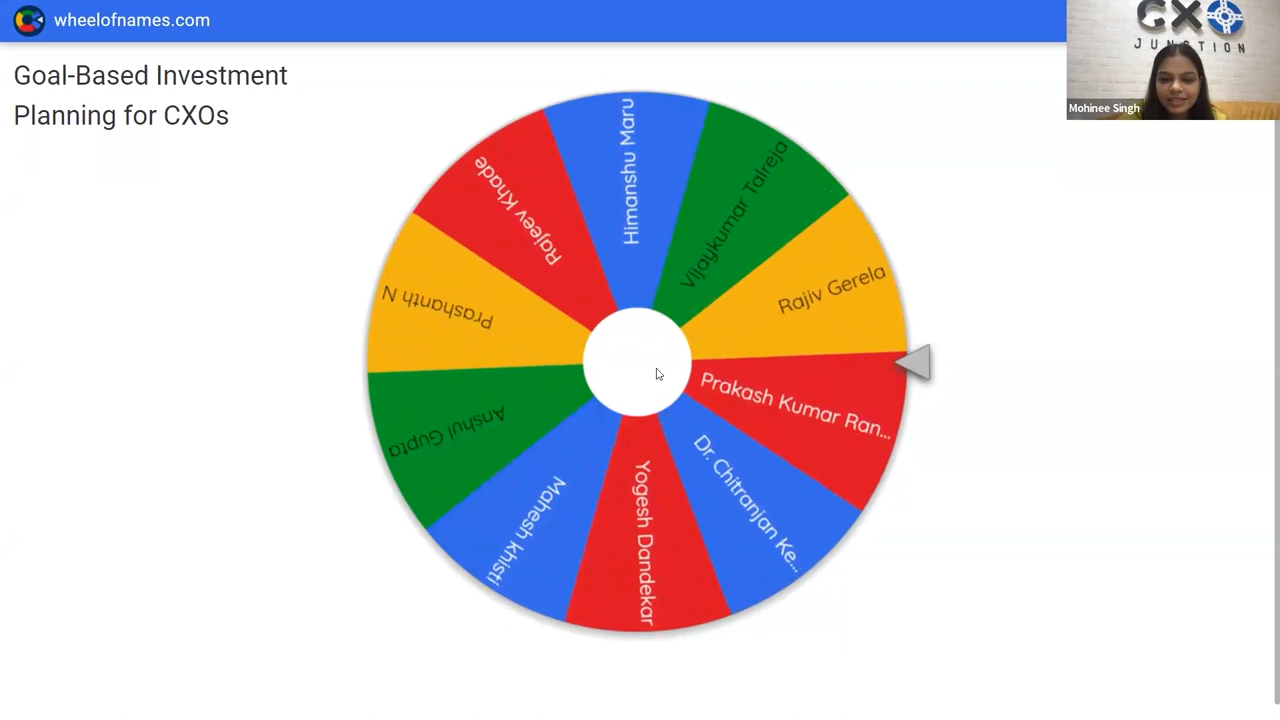 wheelofnames.com
Goal-Based Investment
Planning for CXOs
CXO
JUNCTION
Mohinee Singh
Himanshu Maru
Vijaykumar Talreja
Rajiv Gerela
Prakash Kumar Ran...
Dr. Chitranjan Ke...
Yogesh Dandekar
Mahesh khisti
Anshul Gupta
Prashanth N
Rajeev Khade